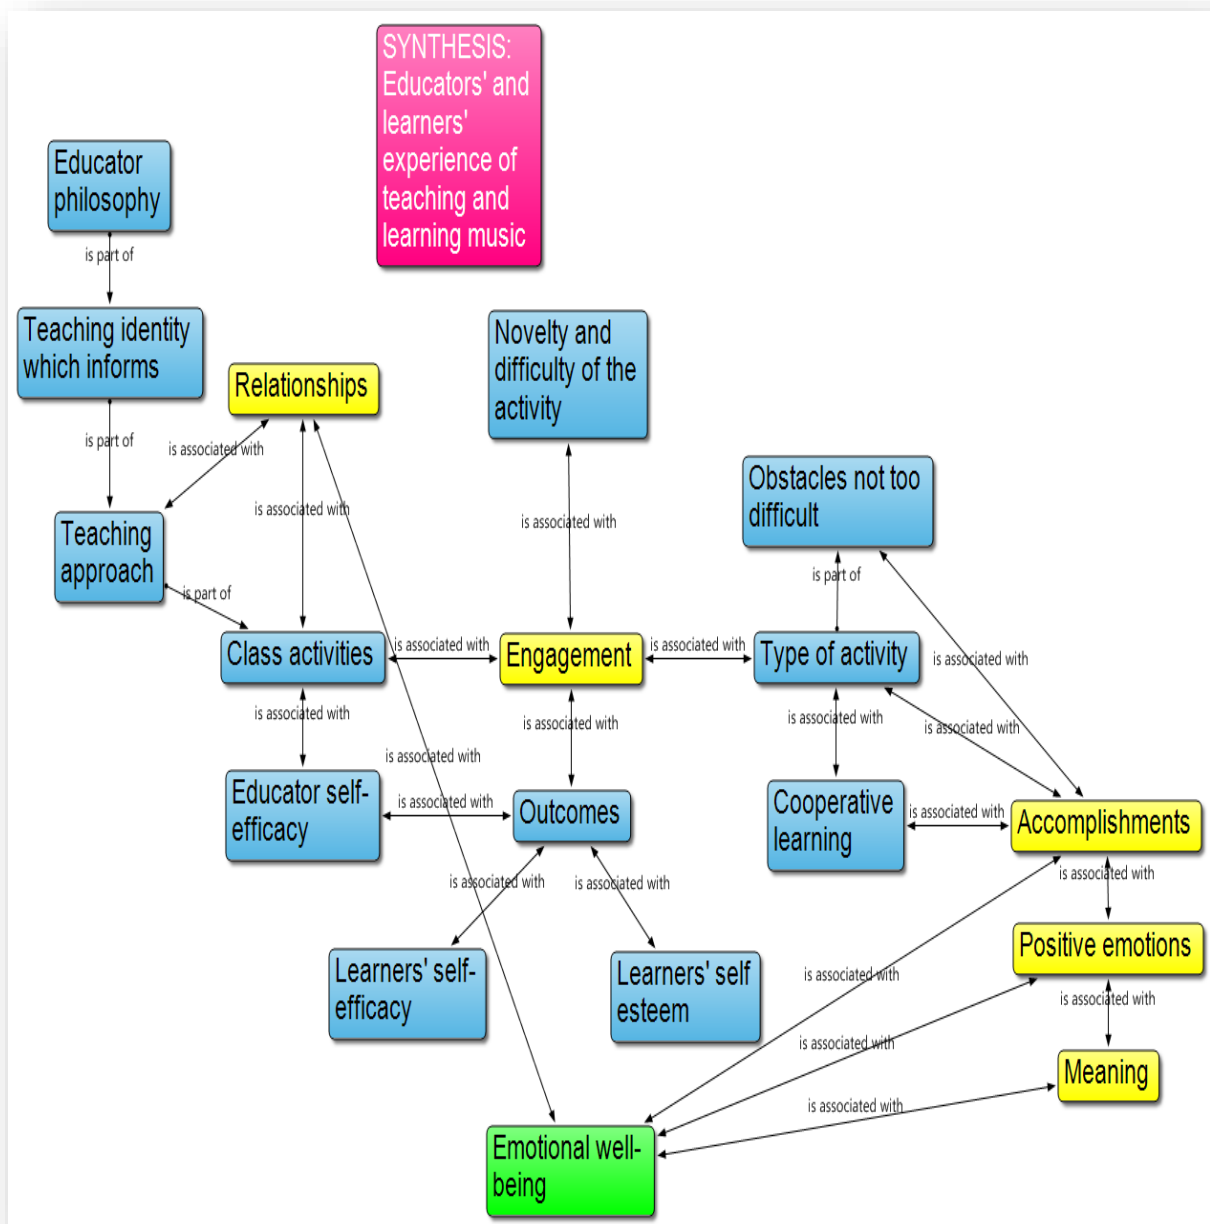 SYNTHESIS:
Educators' and
learners'
experience of
teaching and
learning music
Educator
philosophy
is part of
Teaching identity
which informs
Relationships
Novelty and
difficulty of the
activity
is part of
is associated with
Obstacles not too
difficult
is associated with
is associated with
Teaching
approach
is part of
is part of
Class activities
is associated with
Engagement
is associated with
Type of activity
is associated with
is associated with
is associated with
is associated with
is associated with
is associated with
Educator self-
efficacy
is associated with
Outcomes
Cooperative
learning
is associated with
Accomplishments
is associated with
is associated with
is associated with
Positive emotions
Learners' self-
efficacy
Learners' self
esteem
is associated with
is associated with
is associated with
Meaning
is associated with
Emotional well-
being